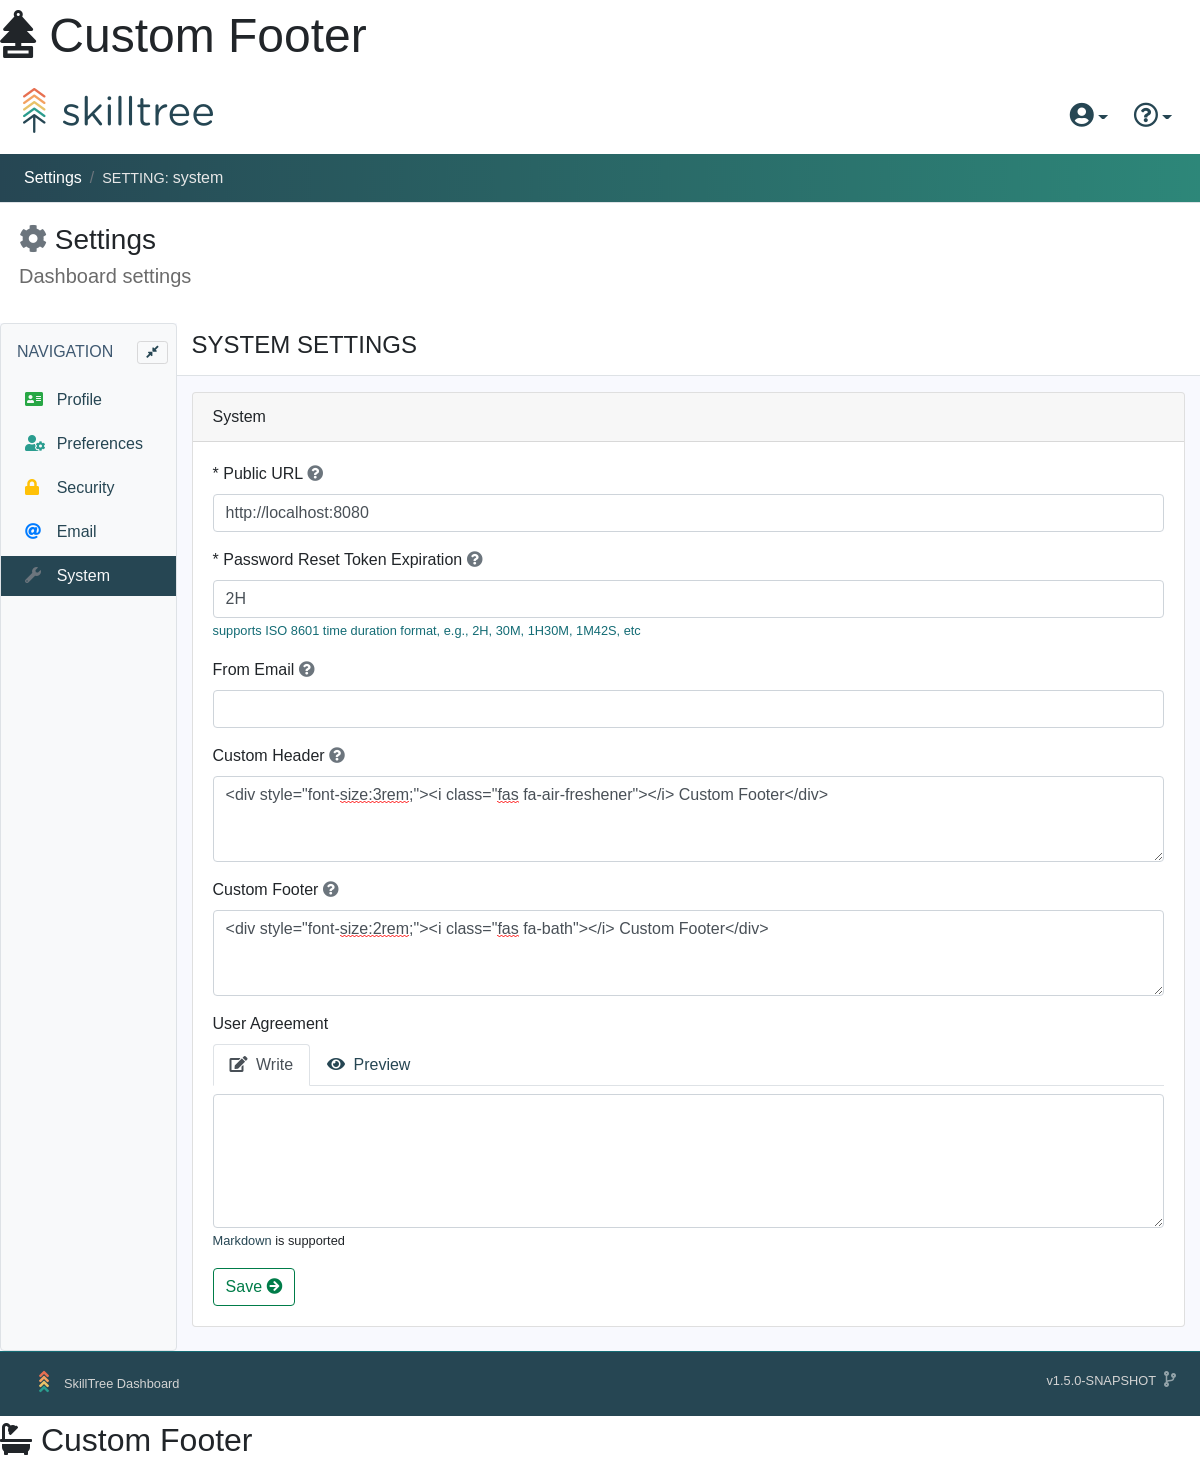 Custom Footer
skilltree
Settings / SETTING: system
Settings
Dashboard settings
NAVIGATION
Profile
Preferences
Security
Email
System
SYSTEM SETTINGS
System
* Public URL
http://localhost:8080
* Password Reset Token Expiration
2H
supports ISO 8601 time duration format, e.g., 2H, 30M, 1H30M, 1M42S, etc
From Email
Custom Header
<div style="font-size:3rem;"><i class="fas fa-air-freshener"></i> Custom Footer</div>
Custom Footer
<div style="font-size:2rem;"><i class="fas fa-bath"></i> Custom Footer</div>
User Agreement
Write Preview
Markdown is supported
Save
SkillTree Dashboard
v1.5.0-SNAPSHOT
Custom Footer